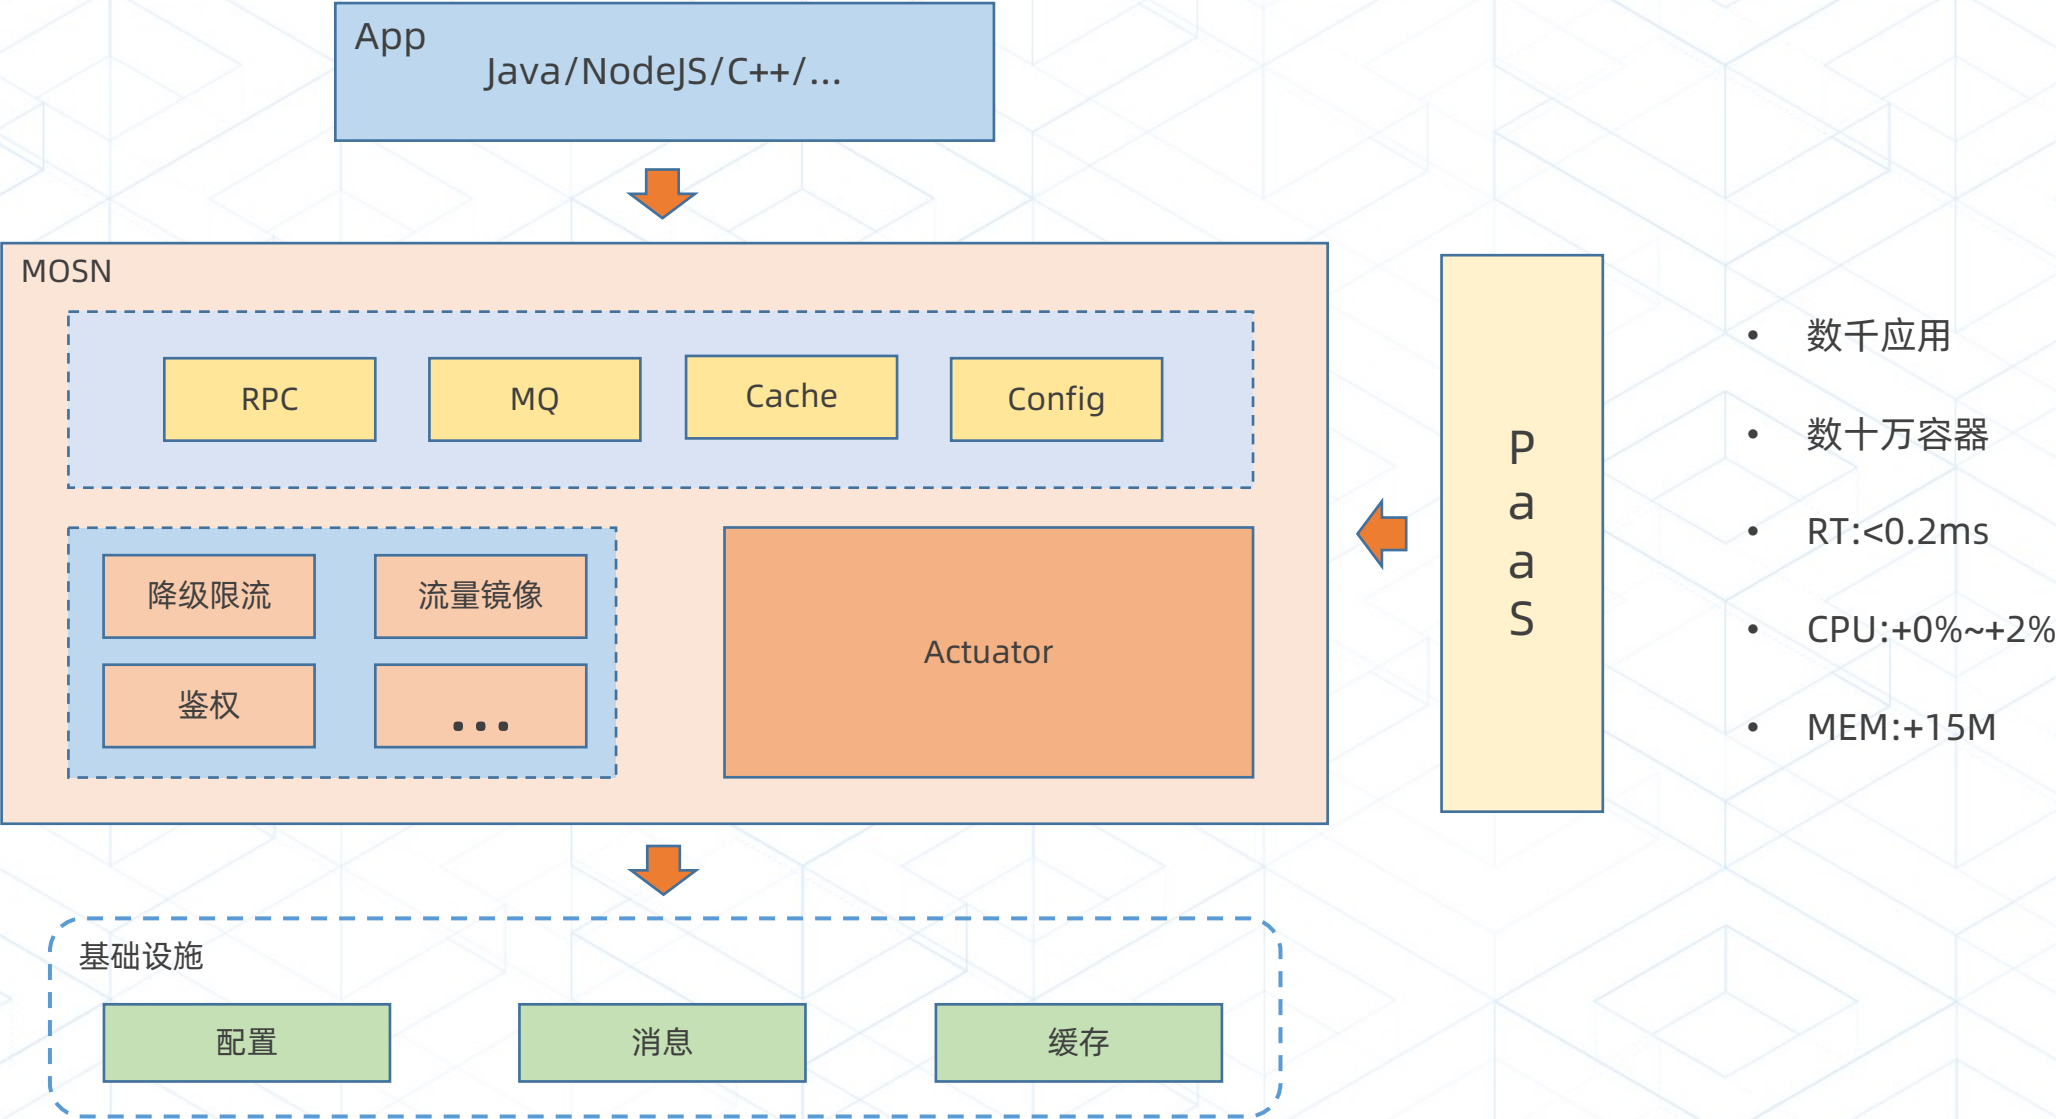 App
Java/NodeJS/C++/...
MOSN
RPC
MQ
Cache
Config
降级限流
流量镜像
鉴权
...
Actuator
P
a
a
S
• 数千应用
• 数十万容器
• RT:<0.2ms
• CPU:+0%~+2%
• MEM:+15M
基础设施
配置
消息
缓存